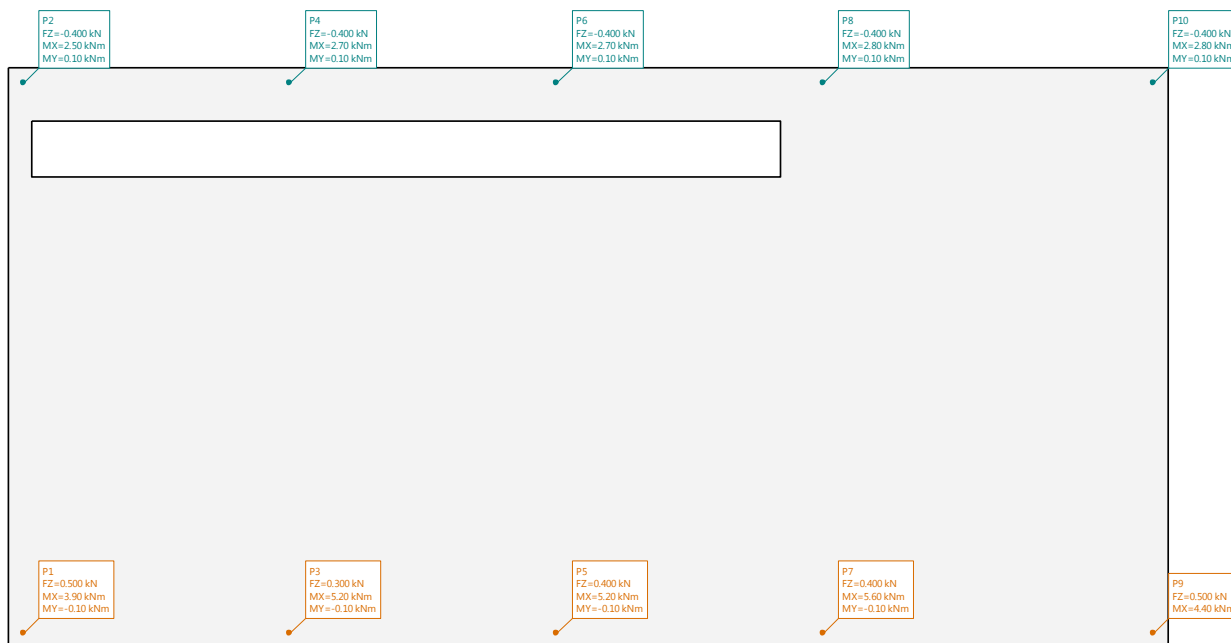 P2
FZ=-0.400 kN
MX=2.50 kNm
MY=0.10 kNm
P4
FZ=-0.400 kN
MX=2.70 kNm
MY=0.10 kNm
P6
FZ=-0.400 kN
MX=2.70 kNm
MY=0.10 kNm
P8
FZ=-0.400 kN
MX=2.80 kNm
MY=0.10 kNm
P10
FZ=-0.400 kN
MX=2.80 kNm
MY=0.10 kNm
P1
FZ=0.500 kN
MX=3.90 kNm
MY=-0.10 kNm
P3
FZ=0.300 kN
MX=5.20 kNm
MY=-0.10 kNm
P5
FZ=0.400 kN
MX=5.20 kNm
MY=-0.10 kNm
P7
FZ=0.400 kN
MX=5.60 kNm
MY=-0.10 kNm
P9
FZ=0.500 kN
MX=4.40 kNm